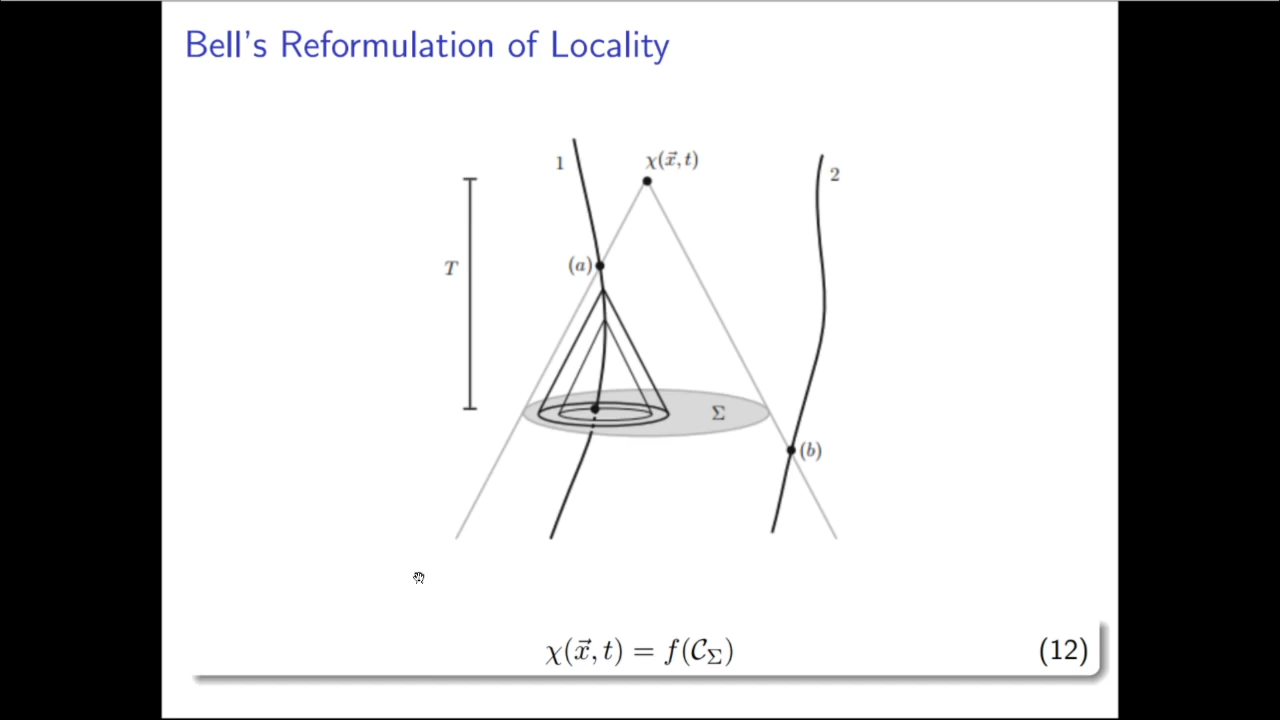 Bell's Reformulation of Locality
1
χ(x⃗, t)
2
T
(a)
Σ
(b)
χ(x⃗, t) = f(𝒞_Σ)
(12)